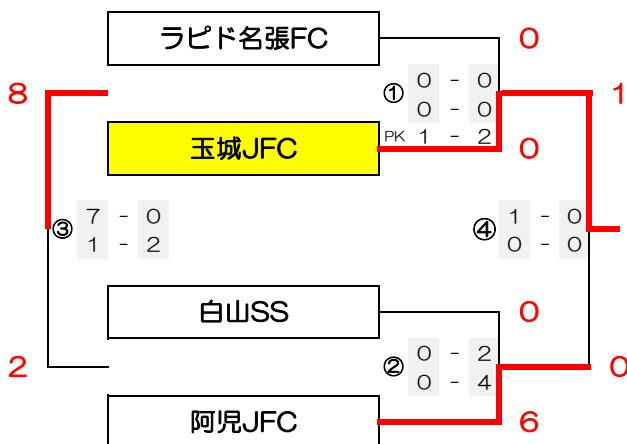 ラピド名張FC
0
8
① 0 - 0
0 - 0
1
PK 1 - 2
玉城JFC
0
③ 7 - 0
1 - 2
④ 1 - 0
0 - 0
白山SS
0
2
② 0 - 2
0 - 4
0
阿児JFC
6